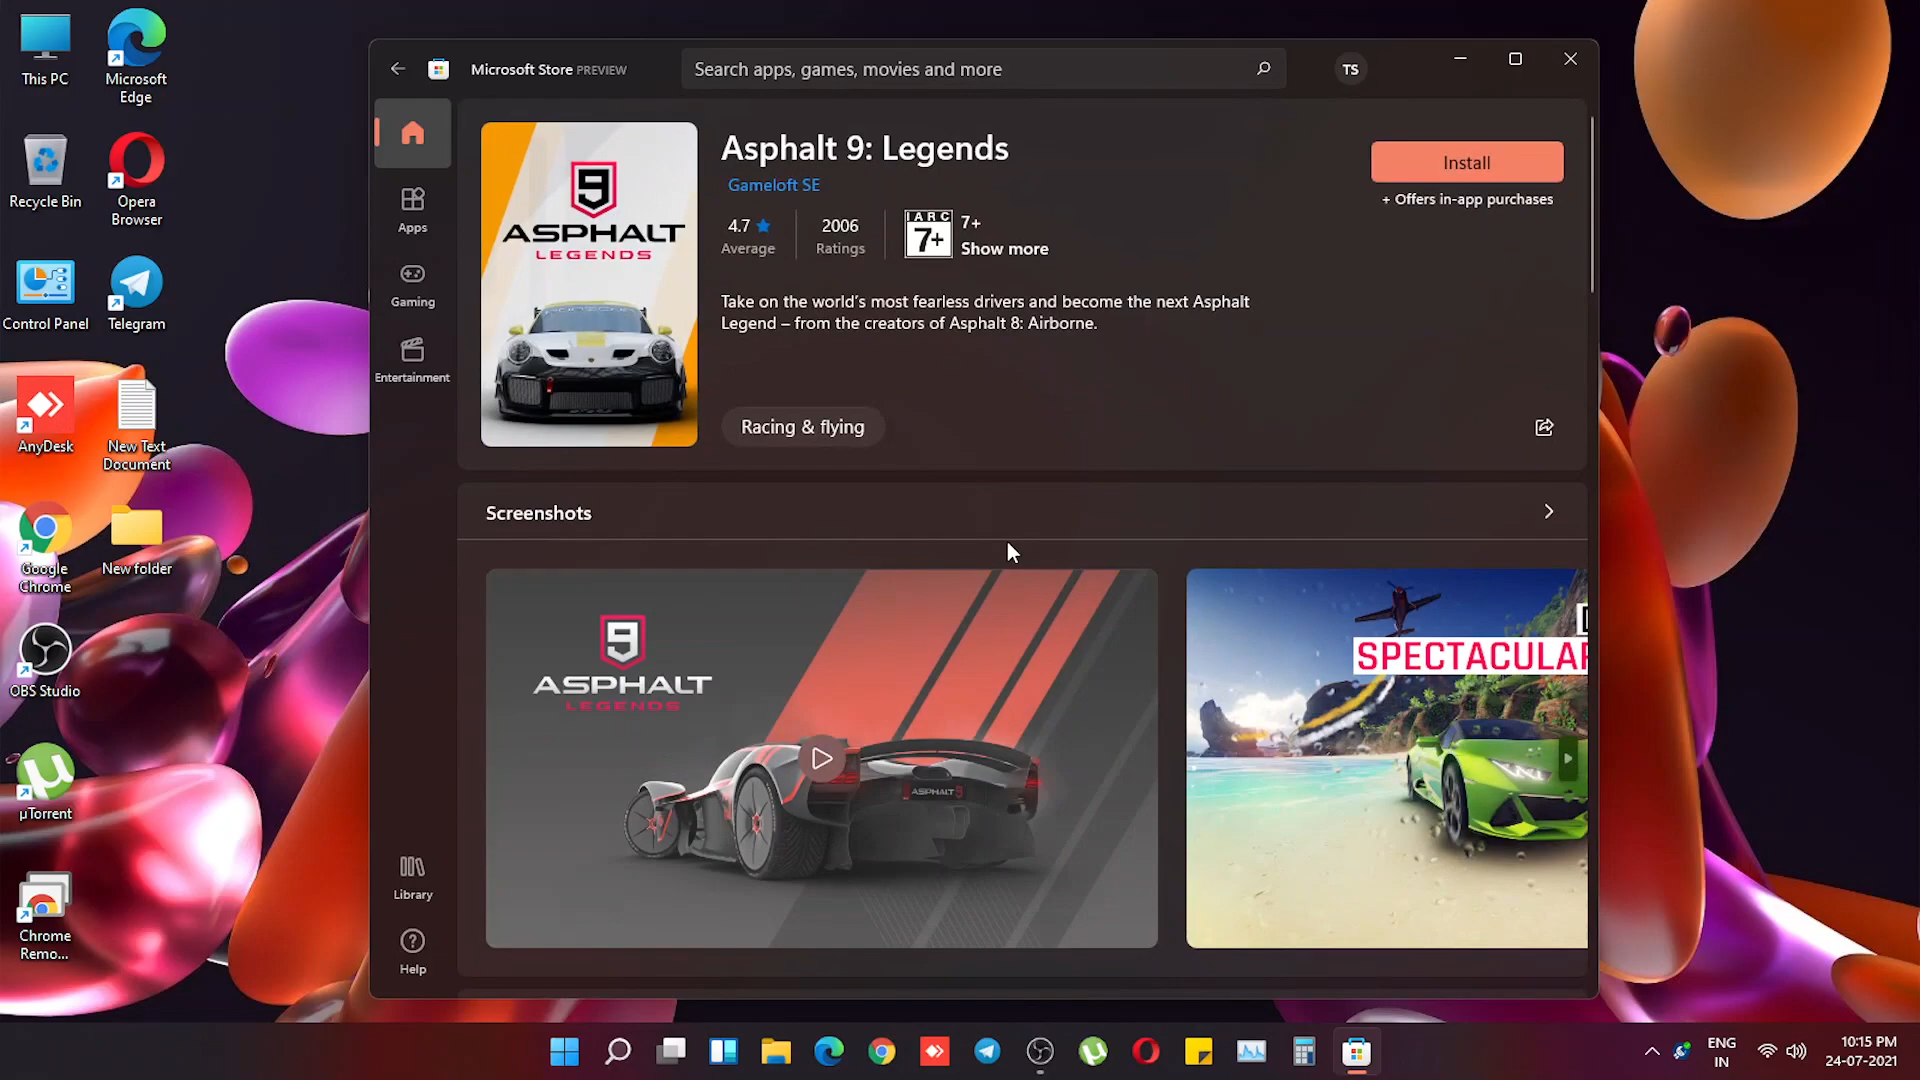 This PC
Microsoft
Edge
Recycle Bin
Opera
Browser
Control Panel
Telegram
AnyDesk
New Text
Document
Google
Chrome
New folder
OBS Studio
µTorrent
Chrome
Remo...
Microsoft Store PREVIEW
Search apps, games, movies and more
TS
Apps
Gaming
Entertainment
Library
Help
9
ASPHALT
LEGENDS
Asphalt 9: Legends
Gameloft SE
4.7
Average
2006
Ratings
IARC
7+
7+
Show more
Install
+ Offers in-app purchases
Take on the world’s most fearless drivers and become the next Asphalt
Legend – from the creators of Asphalt 8: Airborne.
Racing & flying
Screenshots
9
ASPHALT
LEGENDS
ASPHALT 9
SPECTACULAR
ENG
IN
10:15 PM
24-07-2021